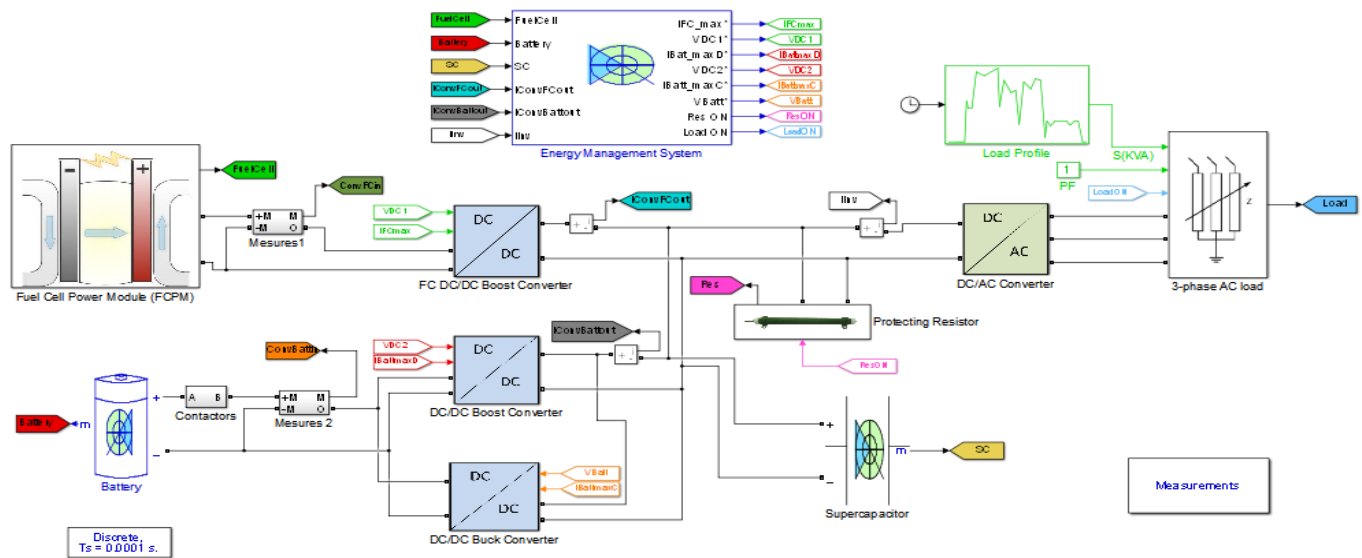 FuelCell
Battery
SC
IConvFCout
IConvBattout
IInv
FuelCell
Battery
SC
IConvFCout
IConvBattout
IInv
IFC_max*
VDC1*
IBat_maxD*
VDC2*
IBatt_maxC*
VBatt*
Res ON
Load ON
IFCmax
VDC1
IBattmaxD
VDC2
IBattmaxC
VBatt
ResON
LoadON
Energy Management System
Load Profile
S(KVA)
1
PF
LoadON
Z
Load
3-phase AC load
FuelCell
ConvFCin
+M M
-M O
Mesures1
Fuel Cell Power Module (FCPM)
VDC1
IFCmax
DC
DC
FC DC/DC Boost Converter
IConvFCout
+ i
-
IInv
+ i
-
DC
AC
DC/AC Converter
Res
Protecting Resistor
ResON
ConvBattIn
VDC2
IBattmaxD
DC
DC
DC/DC Boost Converter
IConvBattout
+ i
-
Battery
m
+
-
Battery
A B
Contactors
+M M
-M O
Mesures 2
DC
DC
VBatt
IBattmaxC
DC/DC Buck Converter
+
-
m
SC
Supercapacitor
Measurements
Discrete,
Ts = 0.0001 s.